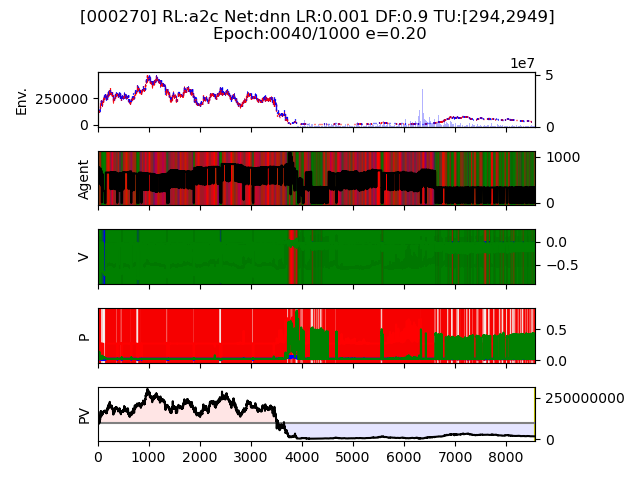 [000270] RL:a2c Net:dnn LR:0.001 DF:0.9 TU:[294,2949]
Epoch:0040/1000 e=0.20
1e7
Env.
250000
0
5
0
Agent
1000
0
V
0.0
−0.5
P
0.5
0.0
PV
250000000
0
0 1000 2000 3000 4000 5000 6000 7000 8000